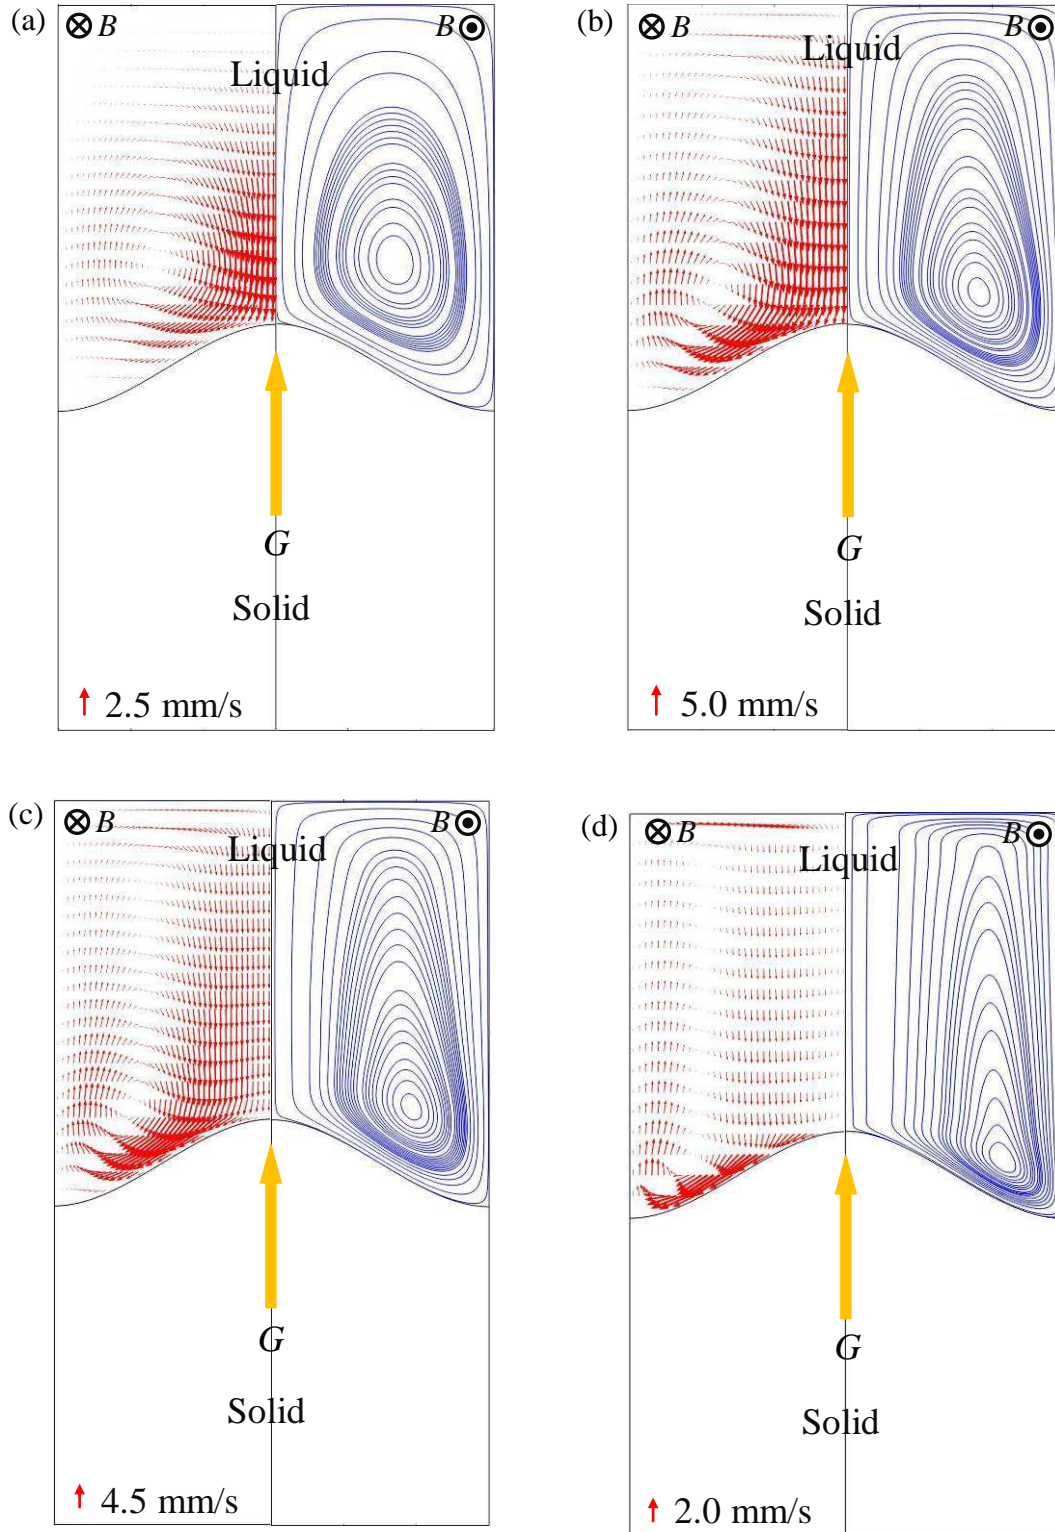 (a)
B
B
Liquid
G
Solid
2.5 mm/s
(b)
B
B
Liquid
G
Solid
5.0 mm/s
(c)
B
B
Liquid
G
Solid
4.5 mm/s
(d)
B
B
Liquid
G
Solid
2.0 mm/s